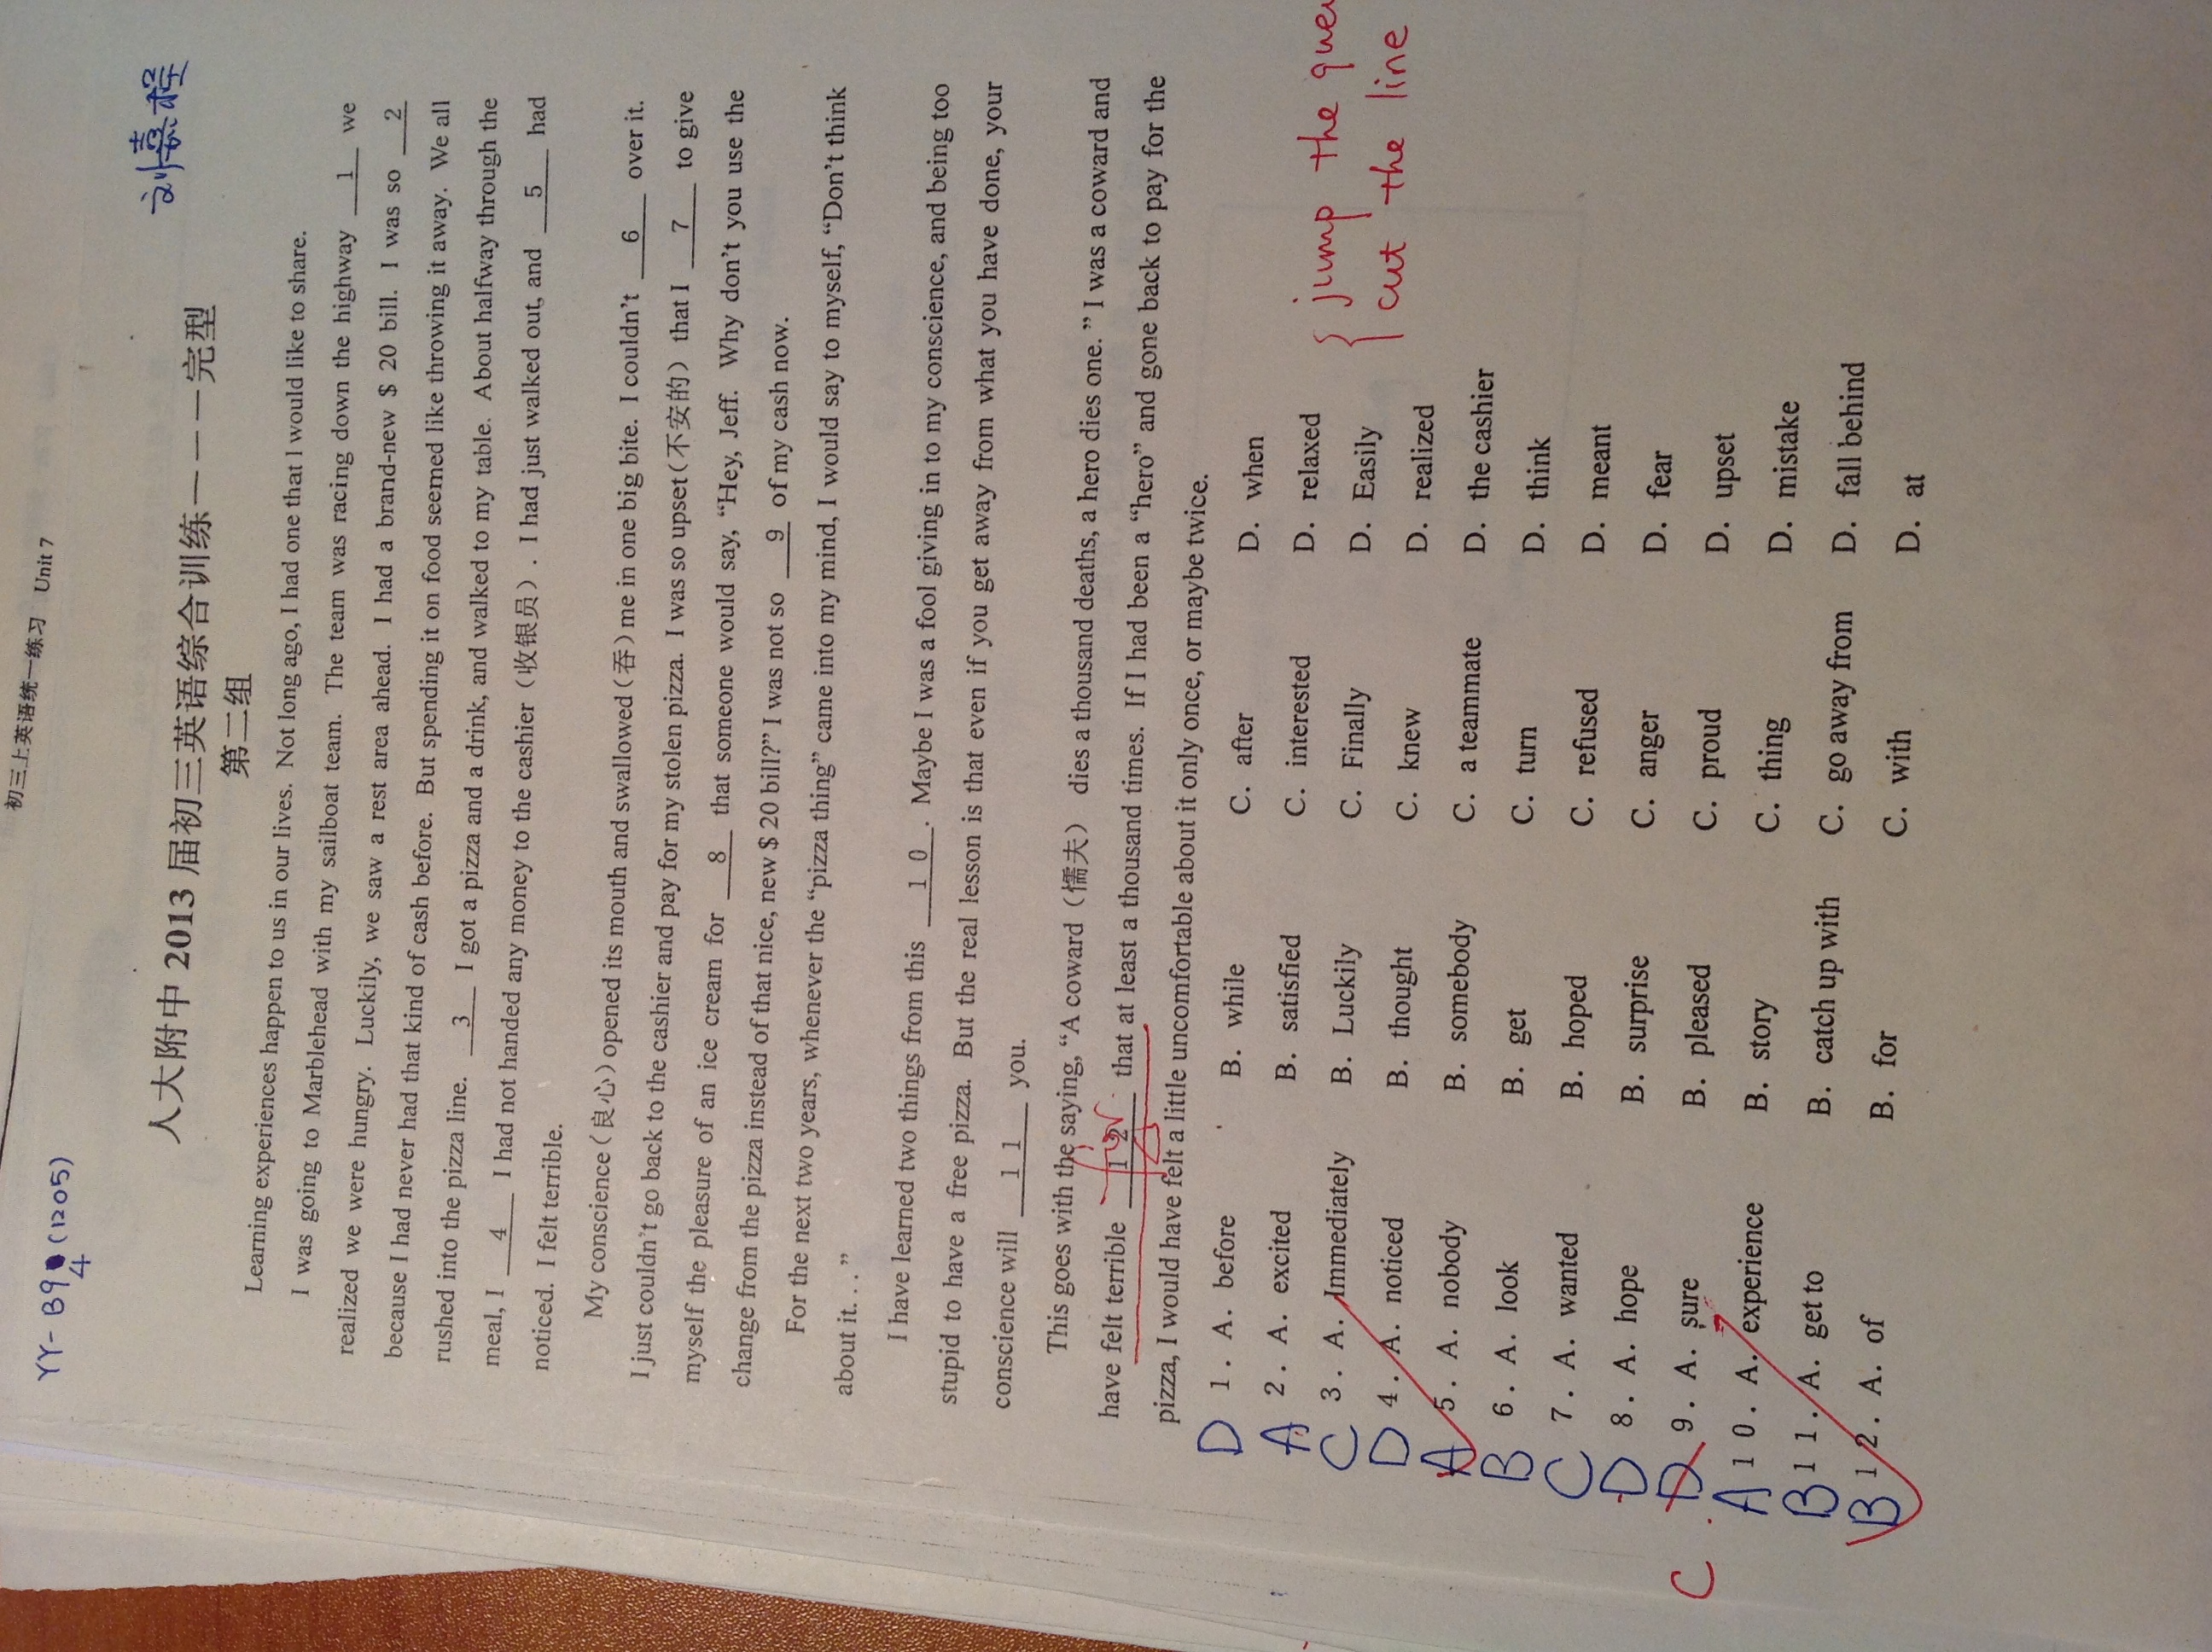 初三上英语统一练习 Unit 7
YY-B9 (1205)
4
刘嘉程
人大附中 2013 届初三英语综合训练———完型
第二组
Learning experiences happen to us in our lives. Not long ago, I had one that I would like to share.
I was going to Marblehead with my sailboat team. The team was racing down the highway 1 we
realized we were hungry. Luckily, we saw a rest area ahead. I had a brand-new $ 20 bill. I was so 2
because I had never had that kind of cash before. But spending it on food seemed like throwing it away. We all
rushed into the pizza line. 3 I got a pizza and a drink, and walked to my table. About halfway through the
meal, I 4 I had not handed any money to the cashier（收银员）. I had just walked out, and 5 had
noticed. I felt terrible.
My conscience（良心）opened its mouth and swallowed（吞）me in one big bite. I couldn't 6 over it.
I just couldn't go back to the cashier and pay for my stolen pizza. I was so upset（不安的）that I 7 to give
myself the pleasure of an ice cream for 8 that someone would say, “Hey, Jeff. Why don't you use the
change from the pizza instead of that nice, new $ 20 bill?” I was not so 9 of my cash now.
For the next two years, whenever the “pizza thing” came into my mind, I would say to myself, “Don't think
about it. . . ”
I have learned two things from this 10 . Maybe I was a fool giving in to my conscience, and being too
stupid to have a free pizza. But the real lesson is that even if you get away from what you have done, your
conscience will 11 you.
This goes with the saying, “A coward（懦夫） dies a thousand deaths, a hero dies one. ” I was a coward and
have felt terrible 12 for that at least a thousand times. If I had been a “hero” and gone back to pay for the
pizza, I would have felt a little uncomfortable about it only once, or maybe twice.
D 1. A. before B. while C. after D. when
A 2. A. excited B. satisfied C. interested D. relaxed
C 3. A. Immediately B. Luckily C. Finally D. Easily
jump the que
D 4. A. noticed B. thought C. knew D. realized
cut the line
A 5. A. nobody B. somebody C. a teammate D. the cashier
B 6. A. look B. get C. turn D. think
C 7. A. wanted B. hoped C. refused D. meant
D 8. A. hope B. surprise C. anger D. fear
C. D 9. A. sure B. pleased C. proud D. upset
A 10. A. experience B. story C. thing D. mistake
B 11. A. get to B. catch up with C. go away from D. fall behind
B 12. A. of B. for C. with D. at